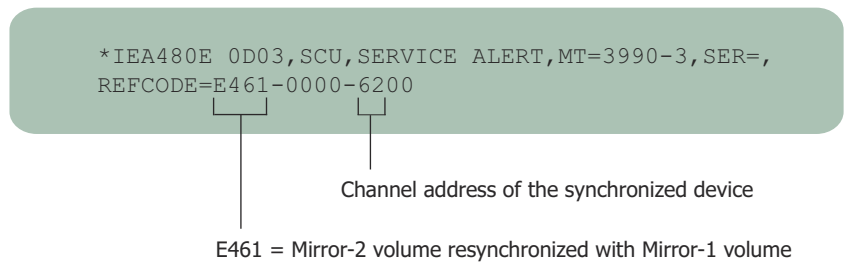 *IEA480E 0D03,SCU,SERVICE ALERT,MT=3990-3,SER=,
REFCODE=E461-0000-6200
Channel address of the synchronized device
E461 = Mirror-2 volume resynchronized with Mirror-1 volume